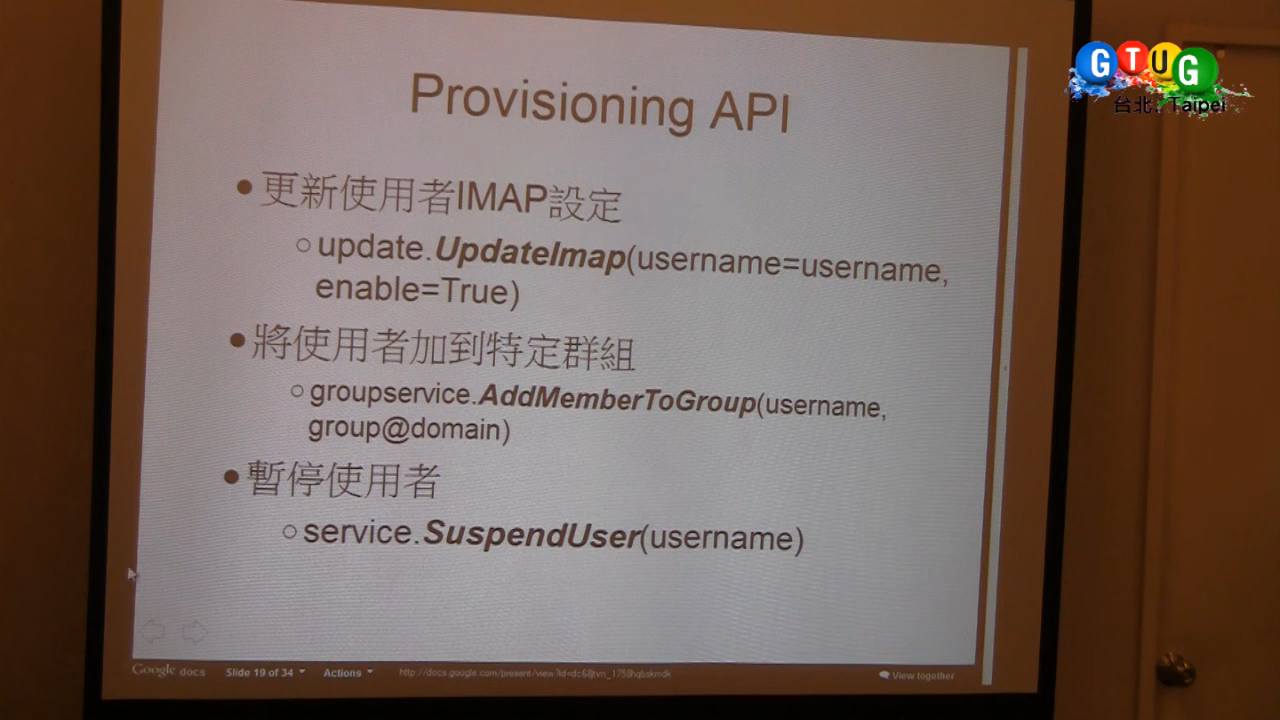 GTUG
台北, Taipei
Provisioning API
• 更新使用者IMAP設定
○ update.UpdateImap(username=username,
enable=True)
• 將使用者加到特定群組
○ groupservice.AddMemberToGroup(username,
group@domain)
• 暫停使用者
○ service.SuspendUser(username)
Google docs Slide 19 of 34 Actions View together